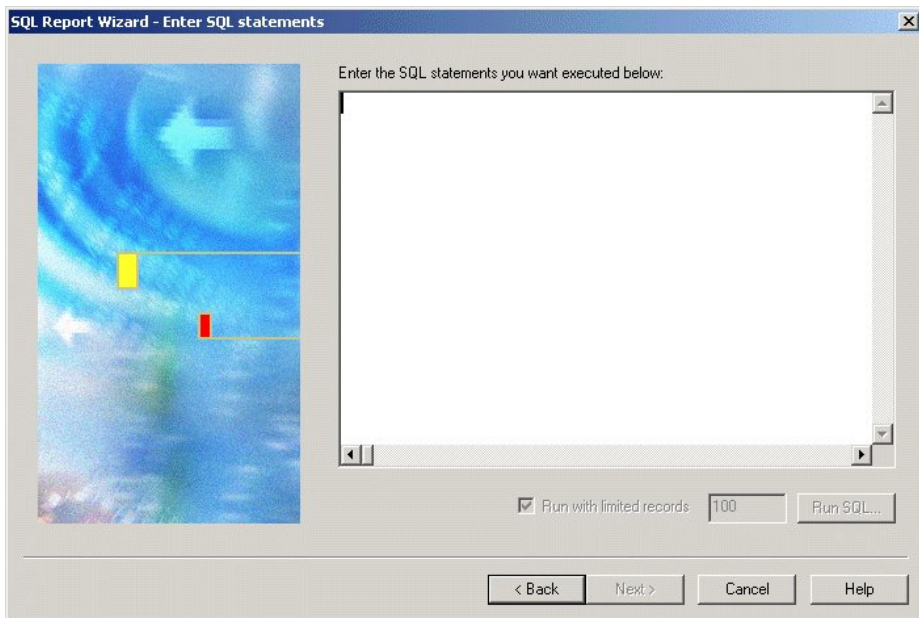 SQL Report Wizard - Enter SQL statements
Enter the SQL statements you want executed below:
Run with limited records 100 Run SQL...
< Back Next > Cancel Help